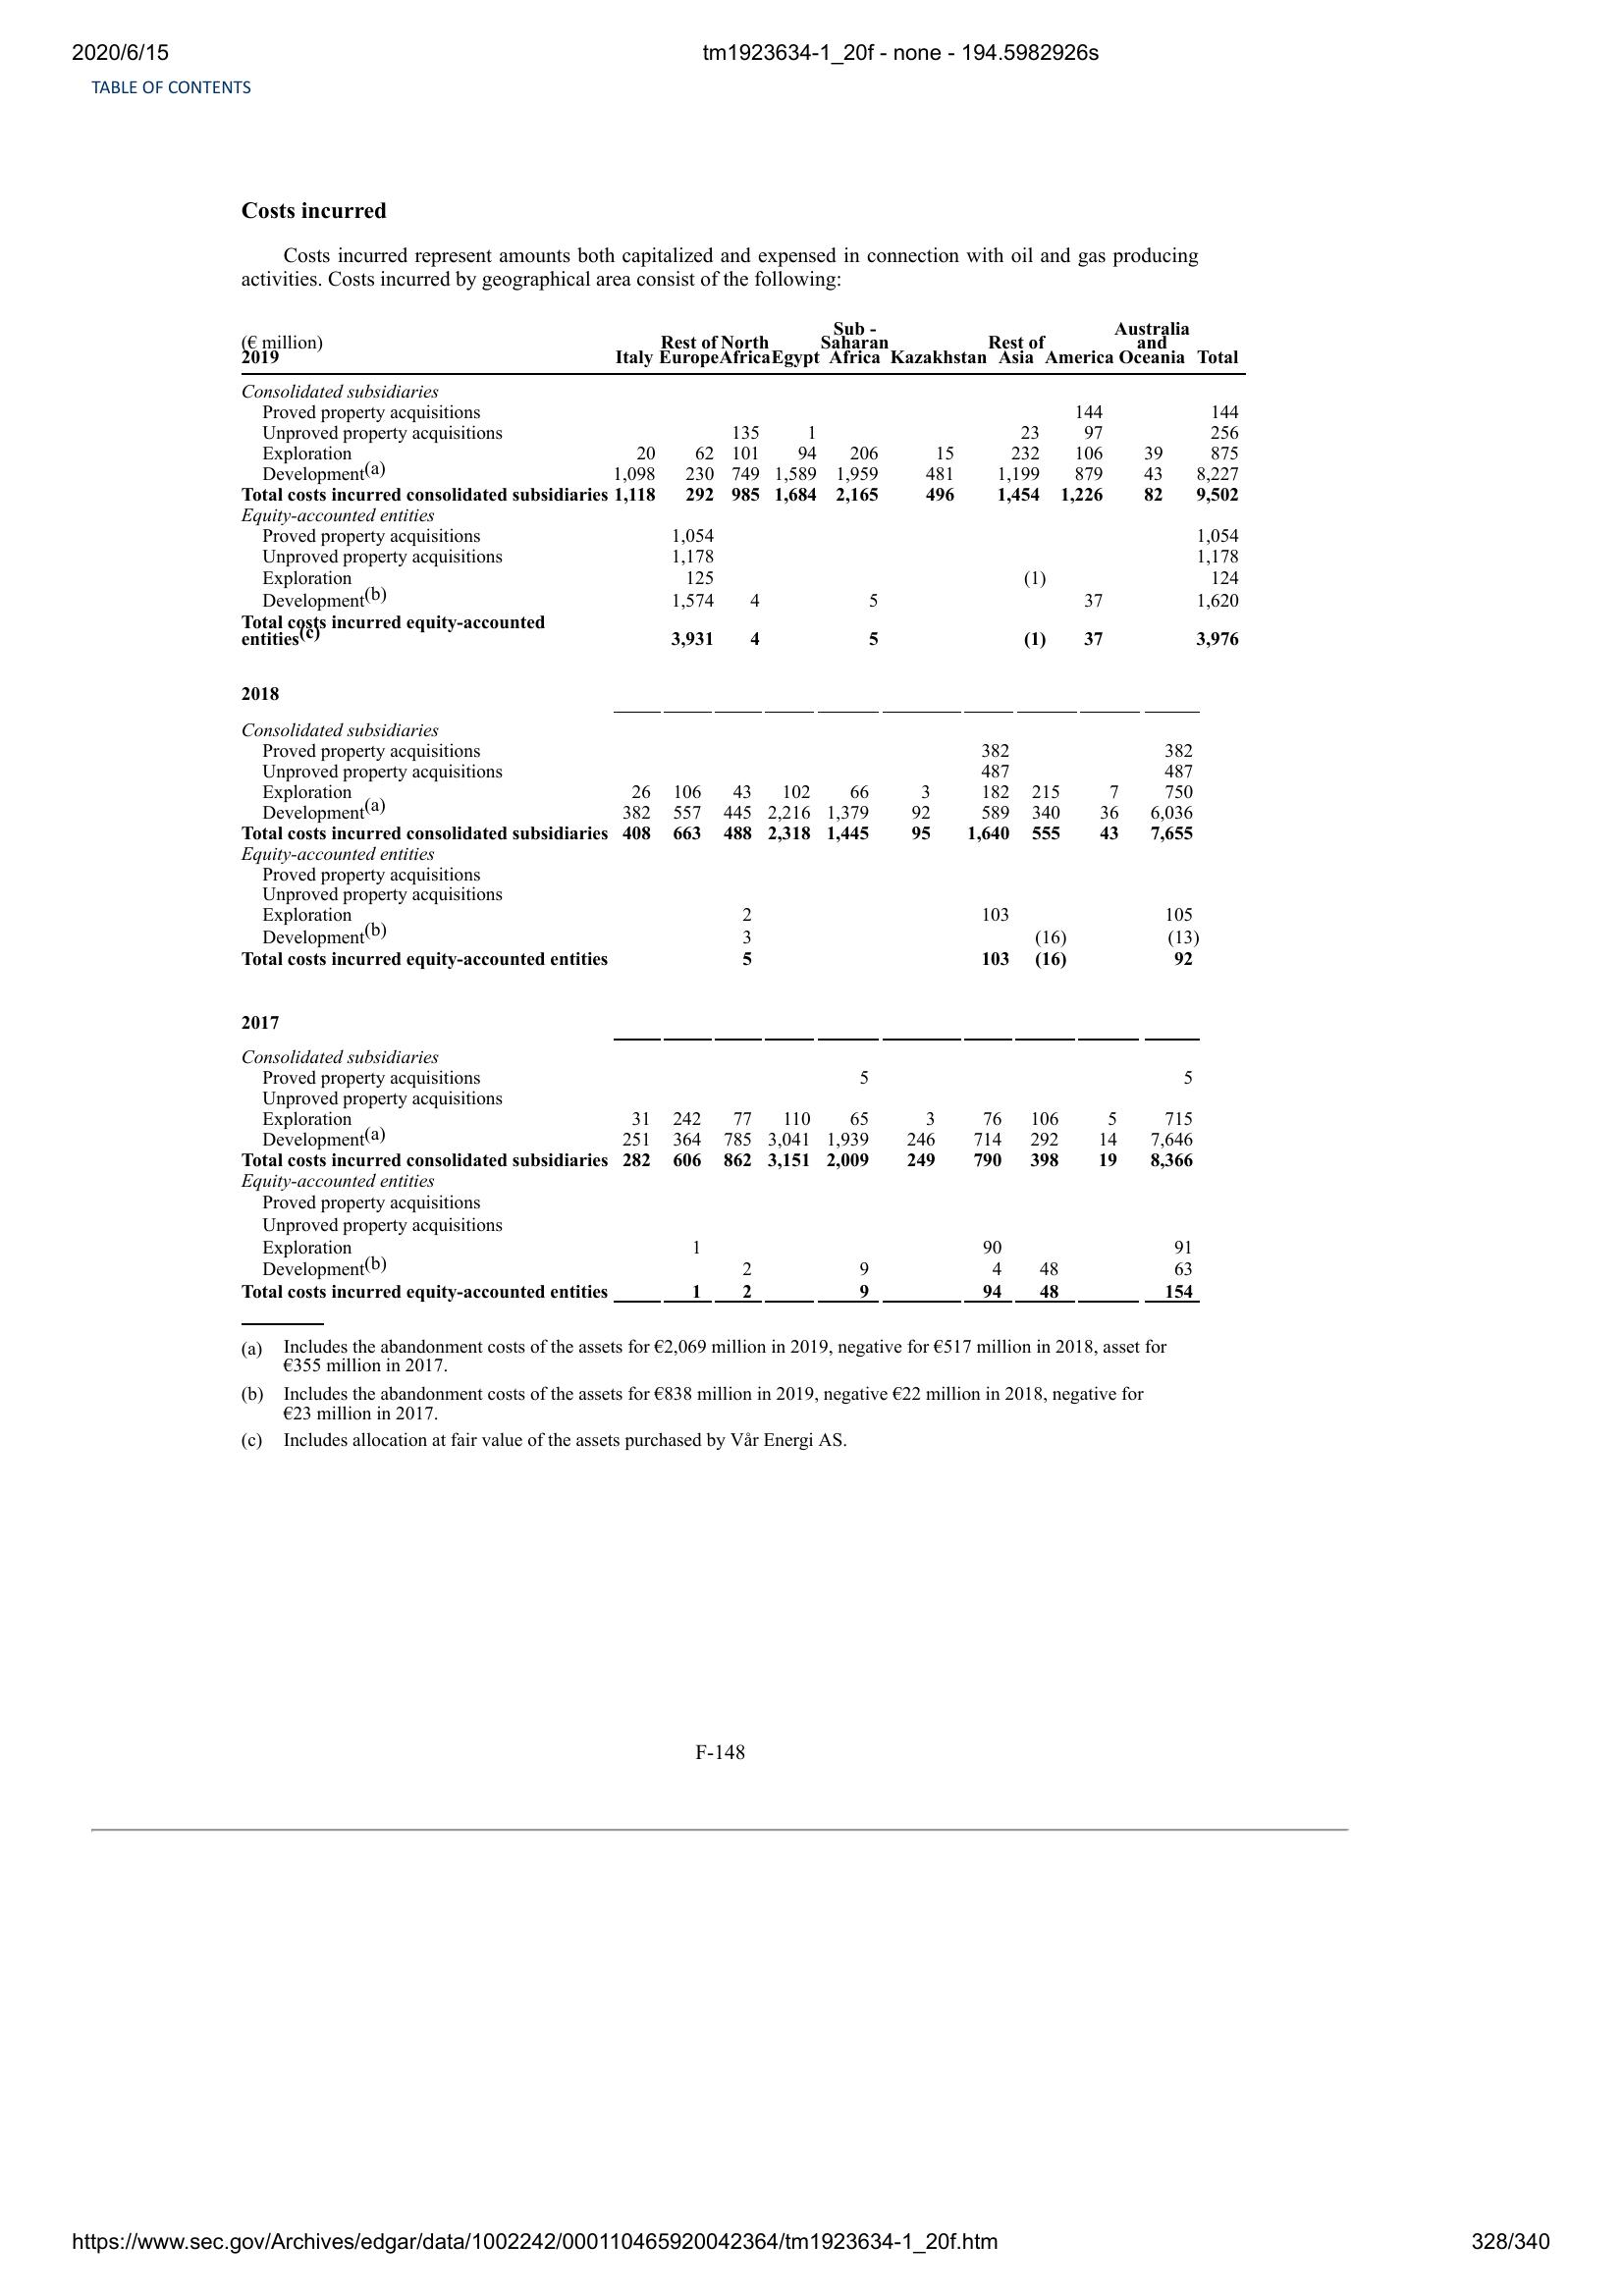 2020/6/15 tm1923634-1_20f - none - 194.5982926s
TABLE OF CONTENTS
Costs incurred
Costs incurred represent amounts both capitalized and expensed in connection with oil and gas producing
activities. Costs incurred by geographical area consist of the following:
(€ million)
2019 Italy Rest of Europe North Africa Egypt Sub - Saharan Africa Kazakhstan Rest of Asia America Australia and Oceania Total
Consolidated subsidiaries
Proved property acquisitions 144 144
Unproved property acquisitions 135 1 23 97 256
Exploration 20 62 101 94 206 15 232 106 39 875
Development(a) 1,098 230 749 1,589 1,959 481 1,199 879 43 8,227
Total costs incurred consolidated subsidiaries 1,118 292 985 1,684 2,165 496 1,454 1,226 82 9,502
Equity-accounted entities
Proved property acquisitions 1,054 1,054
Unproved property acquisitions 1,178 1,178
Exploration 125 (1) 124
Development(b) 1,574 4 5 37 1,620
Total costs incurred equity-accounted
entities(c) 3,931 4 5 (1) 37 3,976
2018
Consolidated subsidiaries
Proved property acquisitions 382 382
Unproved property acquisitions 487 487
Exploration 26 106 43 102 66 3 182 215 7 750
Development(a) 382 557 445 2,216 1,379 92 589 340 36 6,036
Total costs incurred consolidated subsidiaries 408 663 488 2,318 1,445 95 1,640 555 43 7,655
Equity-accounted entities
Proved property acquisitions
Unproved property acquisitions
Exploration 2 103 105
Development(b) 3 (16) (13)
Total costs incurred equity-accounted entities 5 103 (16) 92
2017
Consolidated subsidiaries
Proved property acquisitions 5 5
Unproved property acquisitions
Exploration 31 242 77 110 65 3 76 106 5 715
Development(a) 251 364 785 3,041 1,939 246 714 292 14 7,646
Total costs incurred consolidated subsidiaries 282 606 862 3,151 2,009 249 790 398 19 8,366
Equity-accounted entities
Proved property acquisitions
Unproved property acquisitions
Exploration 1 90 91
Development(b) 2 9 4 48 63
Total costs incurred equity-accounted entities 1 2 9 94 48 154
(a) Includes the abandonment costs of the assets for €2,069 million in 2019, negative for €517 million in 2018, asset for
€355 million in 2017.
(b) Includes the abandonment costs of the assets for €838 million in 2019, negative €22 million in 2018, negative for
€23 million in 2017.
(c) Includes allocation at fair value of the assets purchased by Vår Energi AS.
F-148
https://www.sec.gov/Archives/edgar/data/1002242/000110465920042364/tm1923634-1_20f.htm 328/340